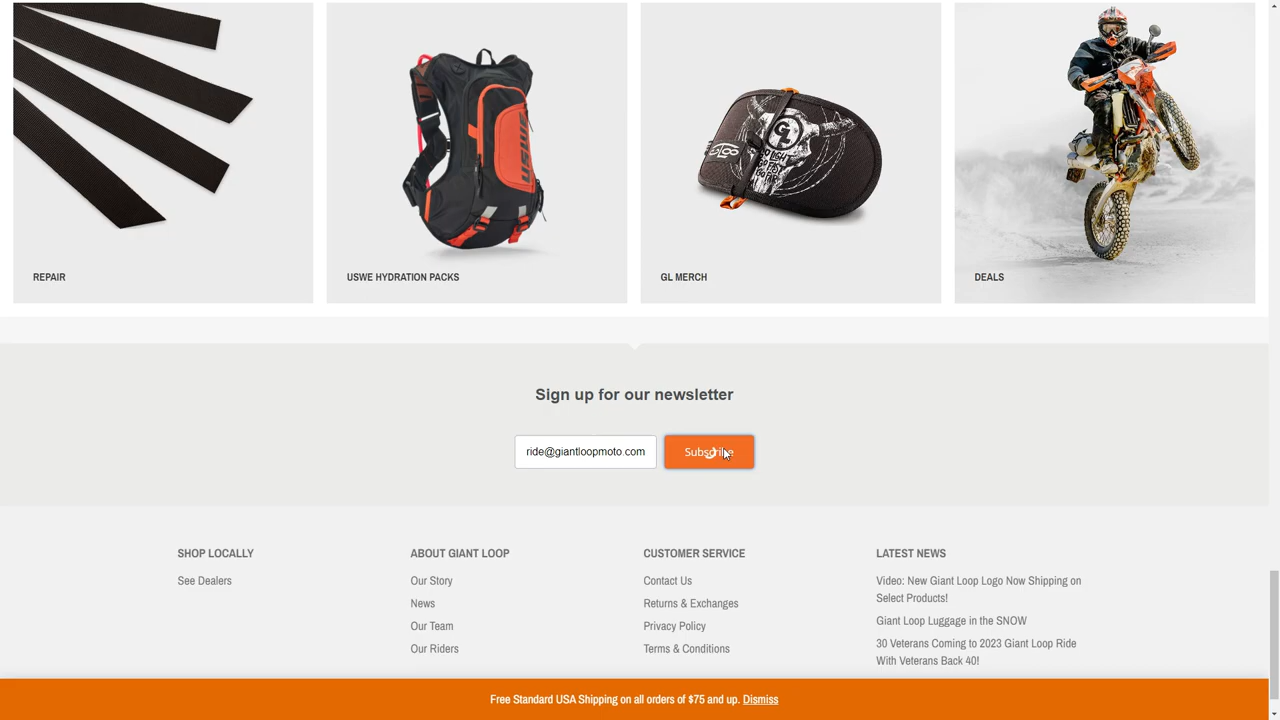 USWE
GL
REPAIR
USWE HYDRATION PACKS
GL MERCH
DEALS
Sign up for our newsletter
ride@giantloopmoto.com
Subscribe
SHOP LOCALLY
See Dealers
ABOUT GIANT LOOP
Our Story
News
Our Team
Our Riders
CUSTOMER SERVICE
Contact Us
Returns & Exchanges
Privacy Policy
Terms & Conditions
LATEST NEWS
Video: New Giant Loop Logo Now Shipping on
Select Products!
Giant Loop Luggage in the SNOW
30 Veterans Coming to 2023 Giant Loop Ride
With Veterans Back 40!
Free Standard USA Shipping on all orders of $75 and up. Dismiss